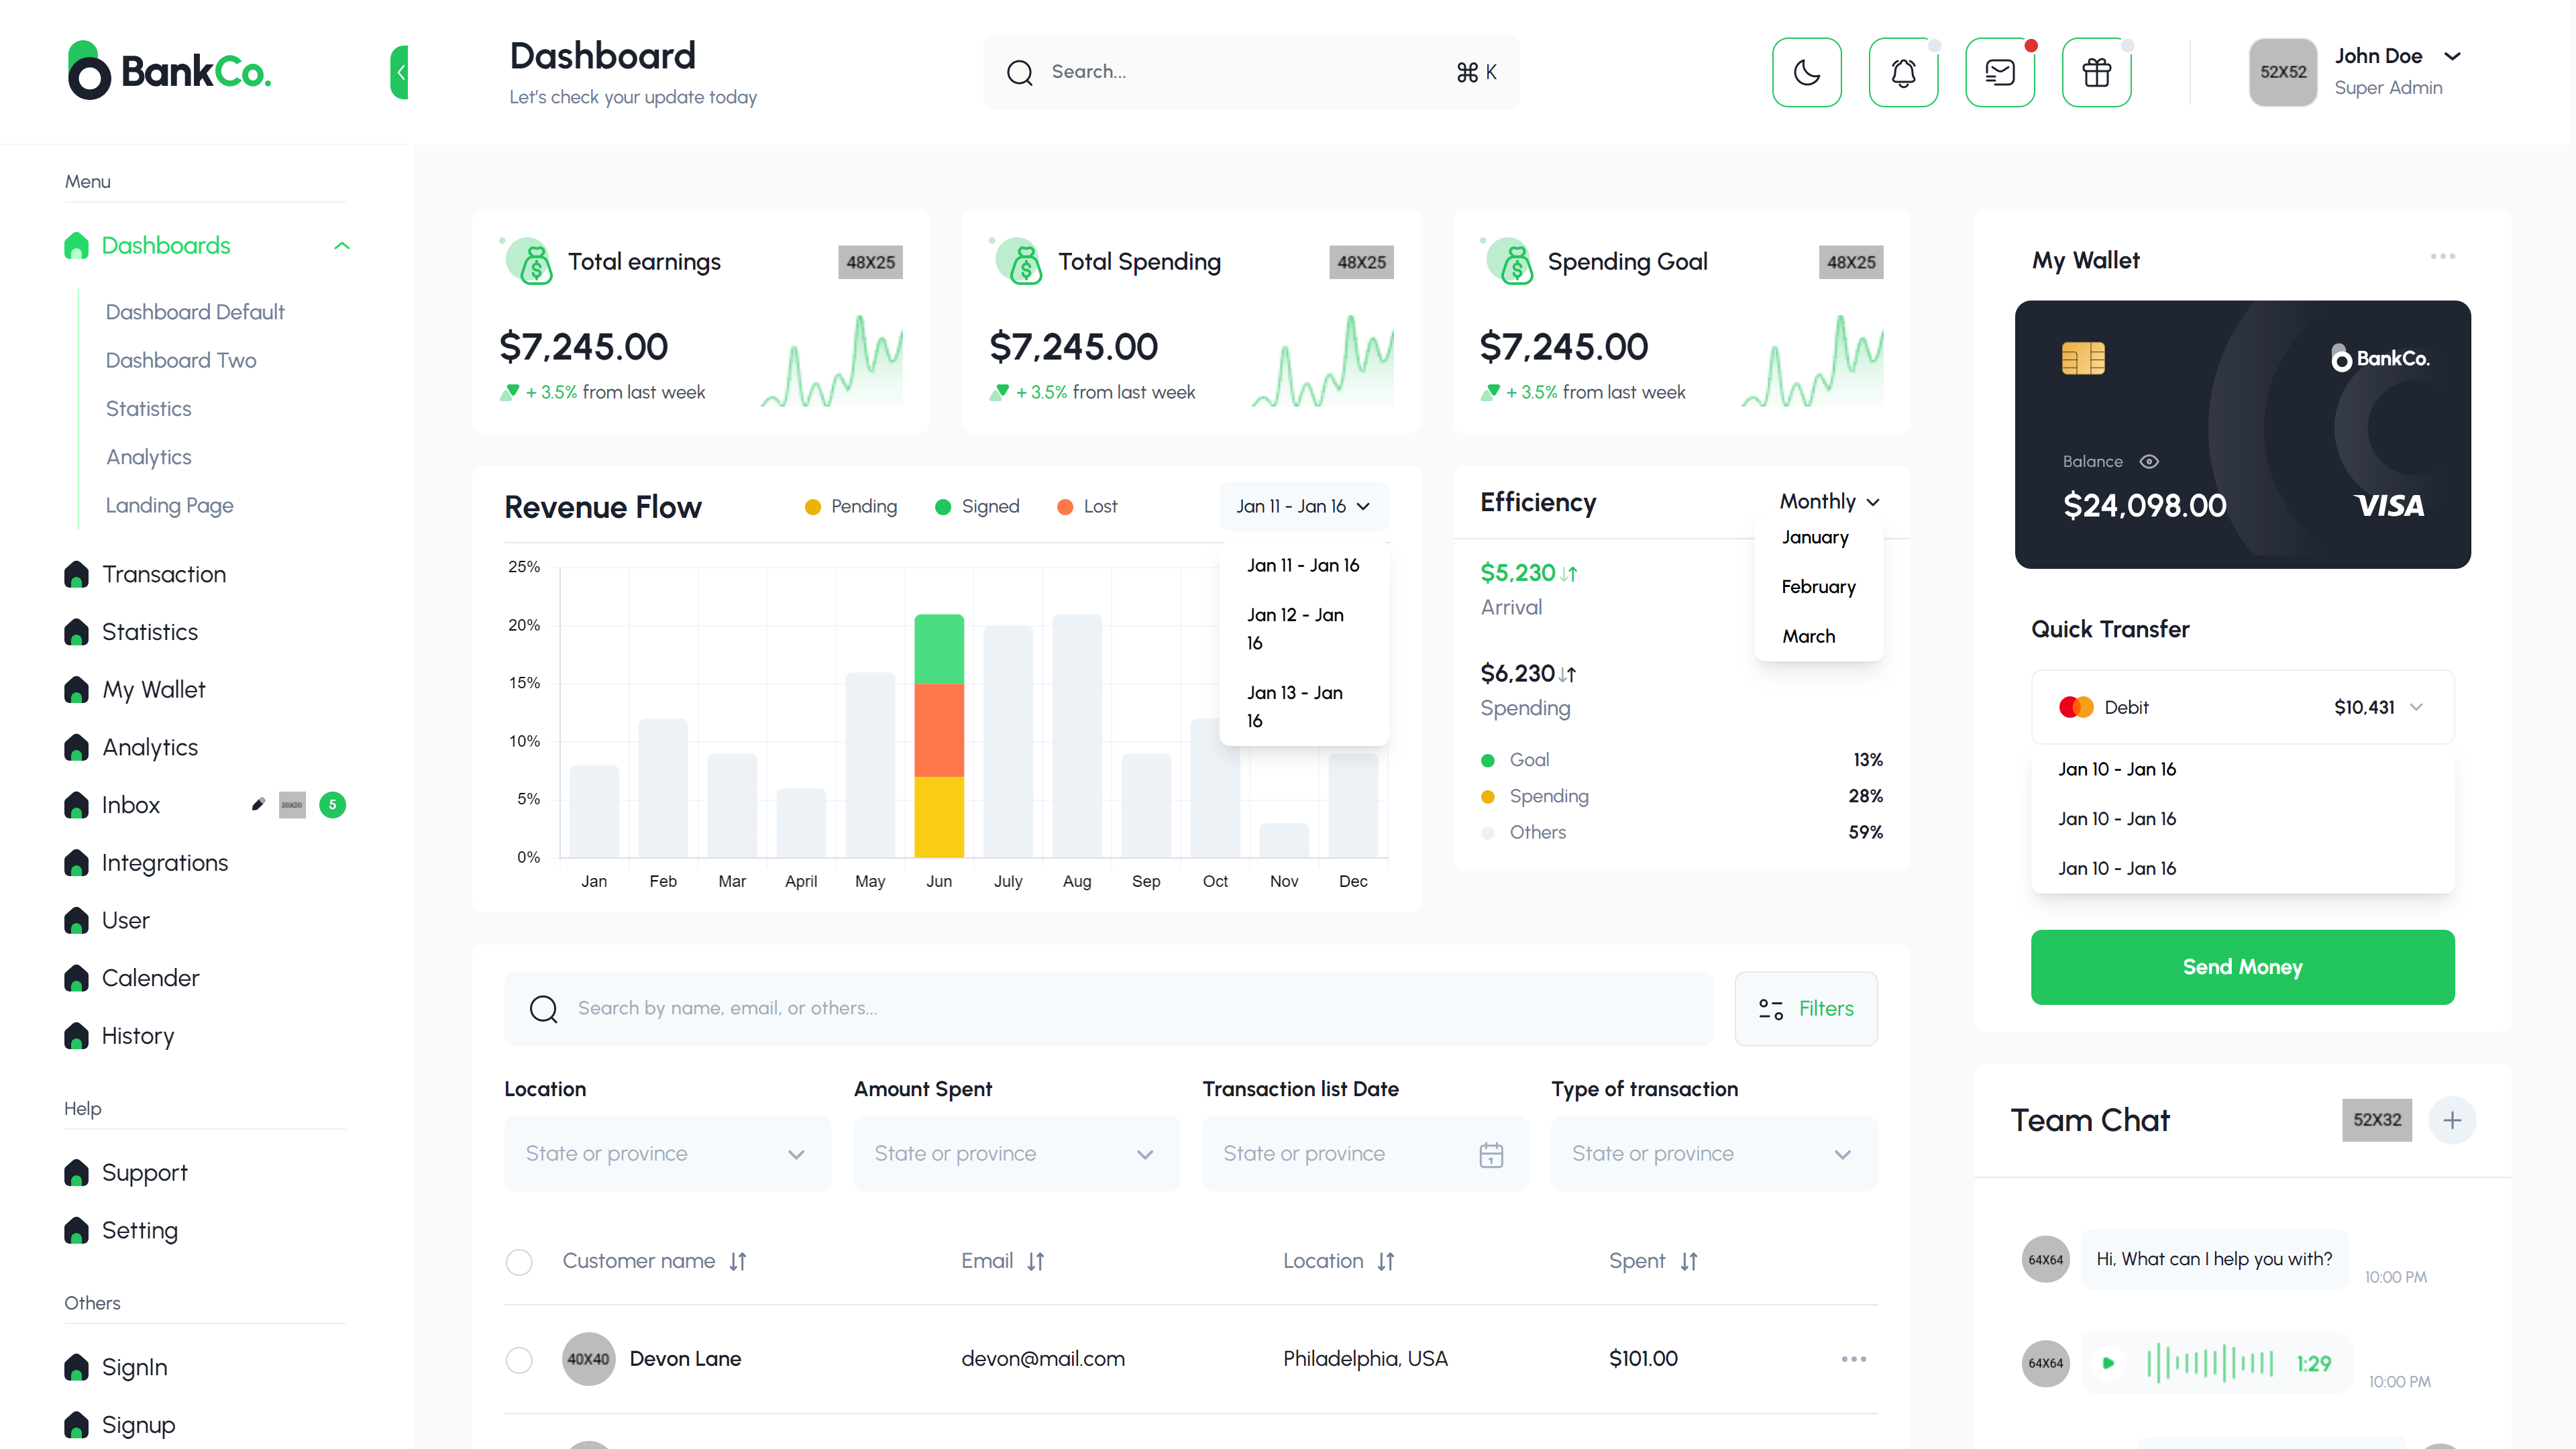 BankCo.
Dashboard
Let's check your update today
Search...
⌘ K
52X52
John Doe
Super Admin
Menu
Dashboards
Dashboard Default
Dashboard Two
Statistics
Analytics
Landing Page
Transaction
Statistics
My Wallet
Analytics
Inbox
5
Integrations
User
Calender
History
Help
Support
Setting
Others
SignIn
Signup
Total earnings
48X25
$7,245.00
+ 3.5% from last week
Total Spending
48X25
$7,245.00
+ 3.5% from last week
Spending Goal
48X25
$7,245.00
+ 3.5% from last week
Revenue Flow
Pending
Signed
Lost
Jan 11 - Jan 16
Jan 11 - Jan 16
Jan 12 - Jan
16
Jan 13 - Jan
16
25%
20%
15%
10%
5%
0%
Jan
Feb
Mar
April
May
Jun
July
Aug
Sep
Oct
Nov
Dec
Efficiency
Monthly
January
February
March
$5,230
Arrival
$6,230
Spending
Goal
13%
Spending
28%
Others
59%
Search by name, email, or others...
Filters
Location
Amount Spent
Transaction list Date
Type of transaction
State or province
State or province
State or province
State or province
Customer name
Email
Location
Spent
40X40
Devon Lane
devon@mail.com
Philadelphia, USA
$101.00
My Wallet
BankCo.
Balance
$24,098.00
VISA
Quick Transfer
Debit
$10,431
Jan 10 - Jan 16
Jan 10 - Jan 16
Jan 10 - Jan 16
Send Money
Team Chat
52X32
64X64
Hi, What can I help you with?
10:00 PM
64X64
1:29
10:00 PM